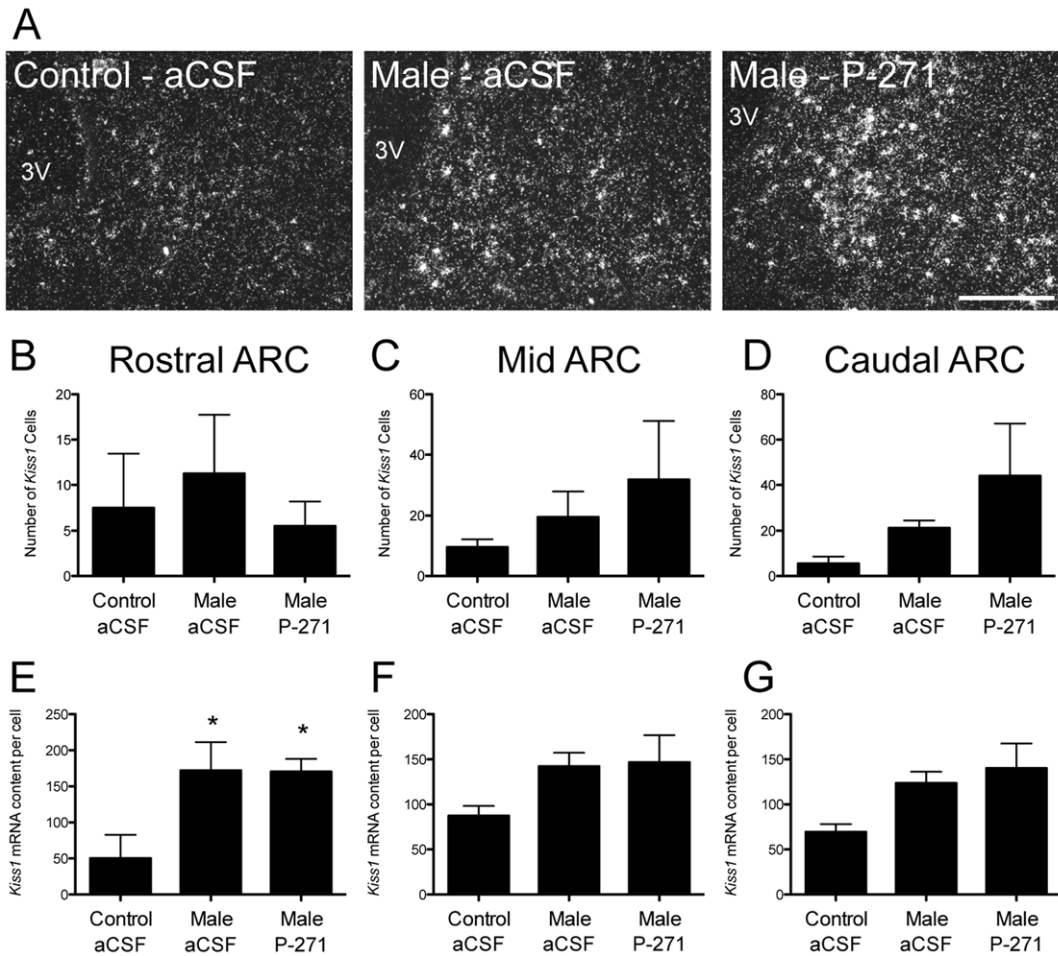 A
Control - aCSF
Male - aCSF
Male - P-271
3V
3V
3V
B
Rostral ARC
C
Mid ARC
D
Caudal ARC
Number of Kiss1 Cells
20
15
10
5
0
Control aCSF
Male aCSF
Male P-271
Number of Kiss1 Cells
60
40
20
0
Control aCSF
Male aCSF
Male P-271
Number of Kiss1 Cells
80
60
40
20
0
Control aCSF
Male aCSF
Male P-271
E
Kiss1 mRNA content per cell
250
200
150
100
50
0
*
*
Control aCSF
Male aCSF
Male P-271
F
Kiss1 mRNA content per cell
200
150
100
50
0
Control aCSF
Male aCSF
Male P-271
G
Kiss1 mRNA content per cell
200
150
100
50
0
Control aCSF
Male aCSF
Male P-271